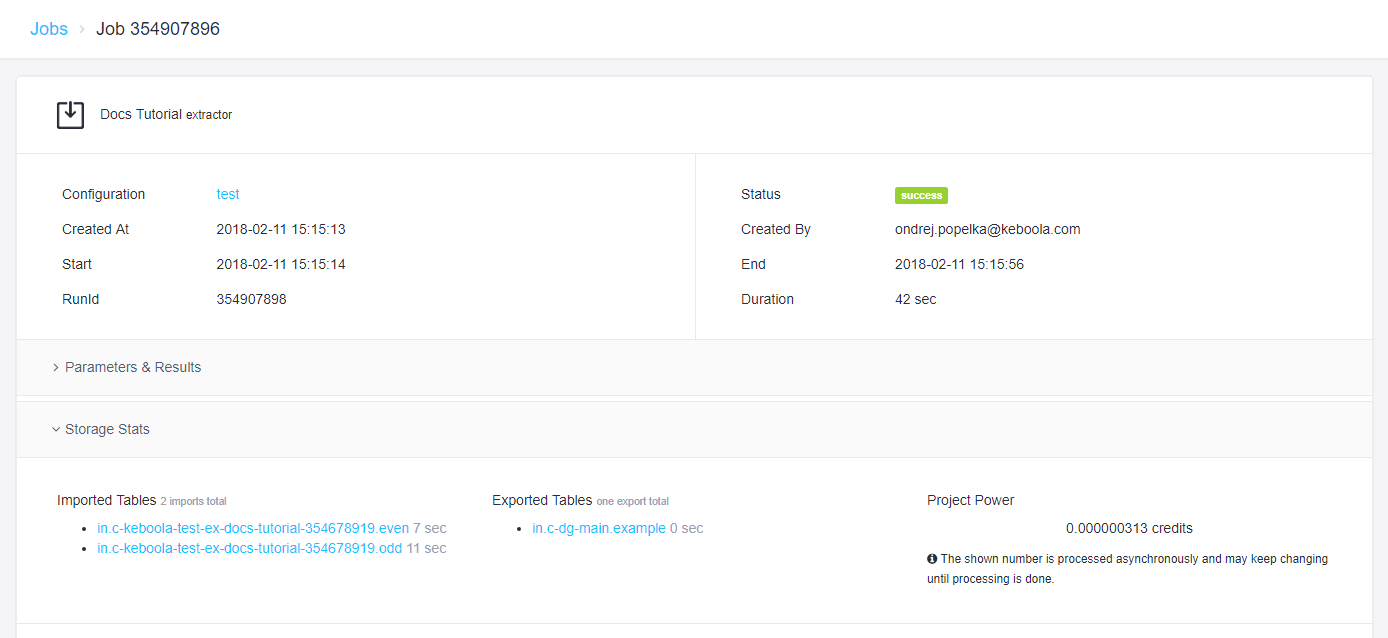 Jobs > Job 354907896
Docs Tutorial extractor
Configuration test
Created At 2018-02-11 15:15:13
Start 2018-02-11 15:15:14
RunId 354907898
Status success
Created By ondrej.popelka@keboola.com
End 2018-02-11 15:15:56
Duration 42 sec
Parameters & Results
Storage Stats
Imported Tables 2 imports total
in.c-keboola-test-ex-docs-tutorial-354678919.even 7 sec
in.c-keboola-test-ex-docs-tutorial-354678919.odd 11 sec
Exported Tables one export total
in.c-dg-main.example 0 sec
Project Power
0.000000313 credits
The shown number is processed asynchronously and may keep changing
until processing is done.